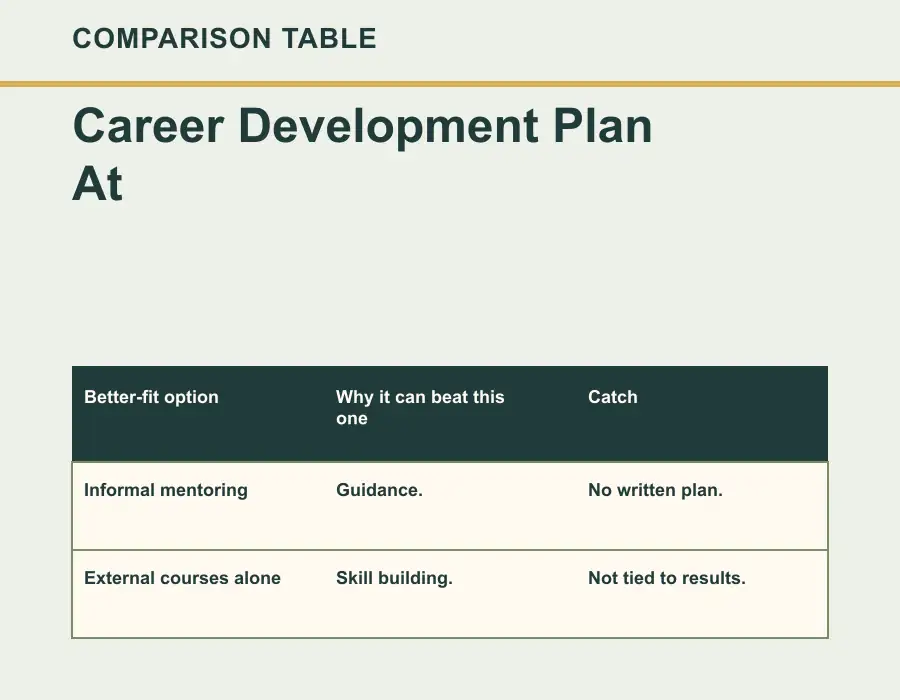 COMPARISON TABLE
Career Development Plan
At
Better-fit option
Why it can beat this
one
Catch
Informal mentoring
Guidance.
No written plan.
External courses alone
Skill building.
Not tied to results.